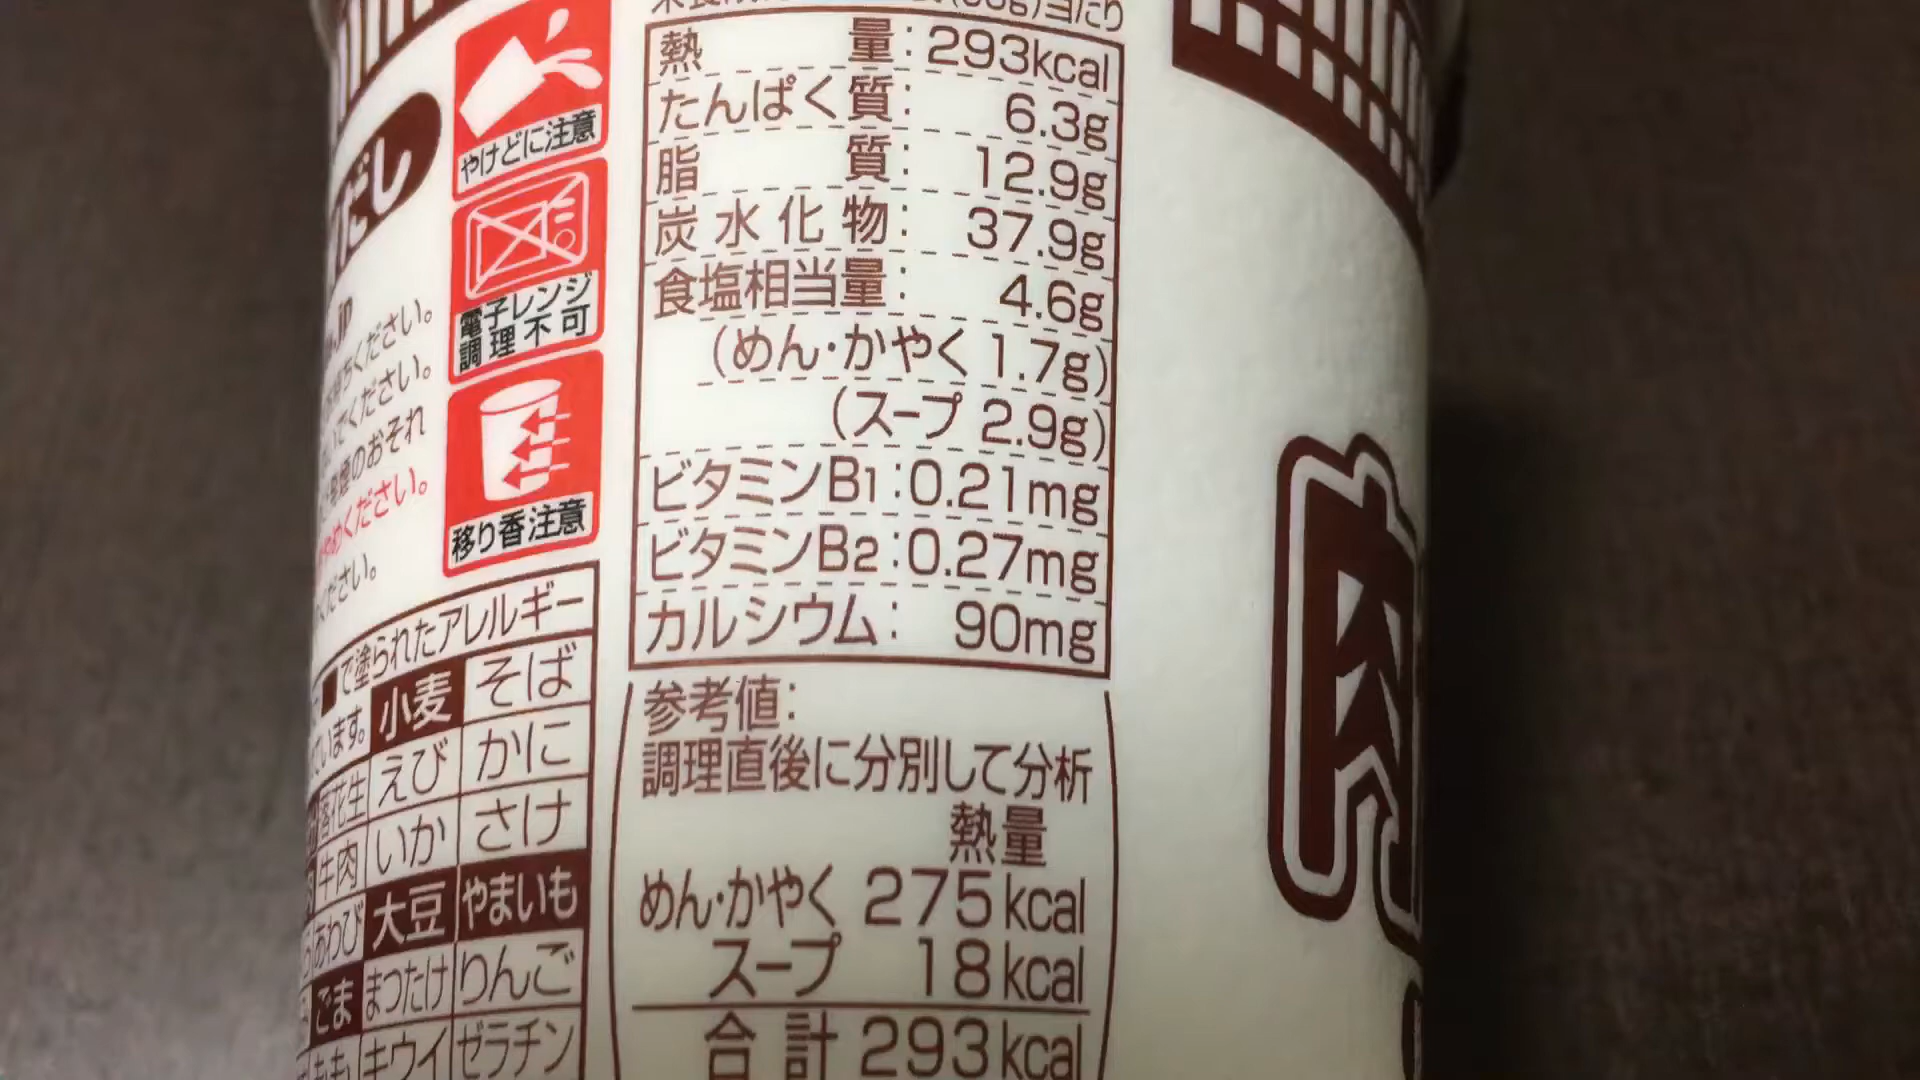 当たり
熱量:293kcal
たんぱく質:6.3g
脂質:12.9g
炭水化物:37.9g
食塩相当量:4.6g
(めん・かやく 1.7g)
(スープ 2.9g)
ビタミンB1:0.21mg
ビタミンB2:0.27mg
カルシウム:90mg
参考値:
調理直後に分別して分析
熱量
めん・かやく 275kcal
スープ 18kcal
合計 293kcal
だし
やけどに注意
電子レンジ
調理不可
移り香注意
.jp
ください。
ください。
のおそれ
ください。
ください。
■で塗られたアレルギー
います。
小麦 そば
えび かに
落花生 いか さけ
牛肉 大豆 やまいも
あわび まつたけ りんご
ごま キウイ ゼラチン
もも
肉